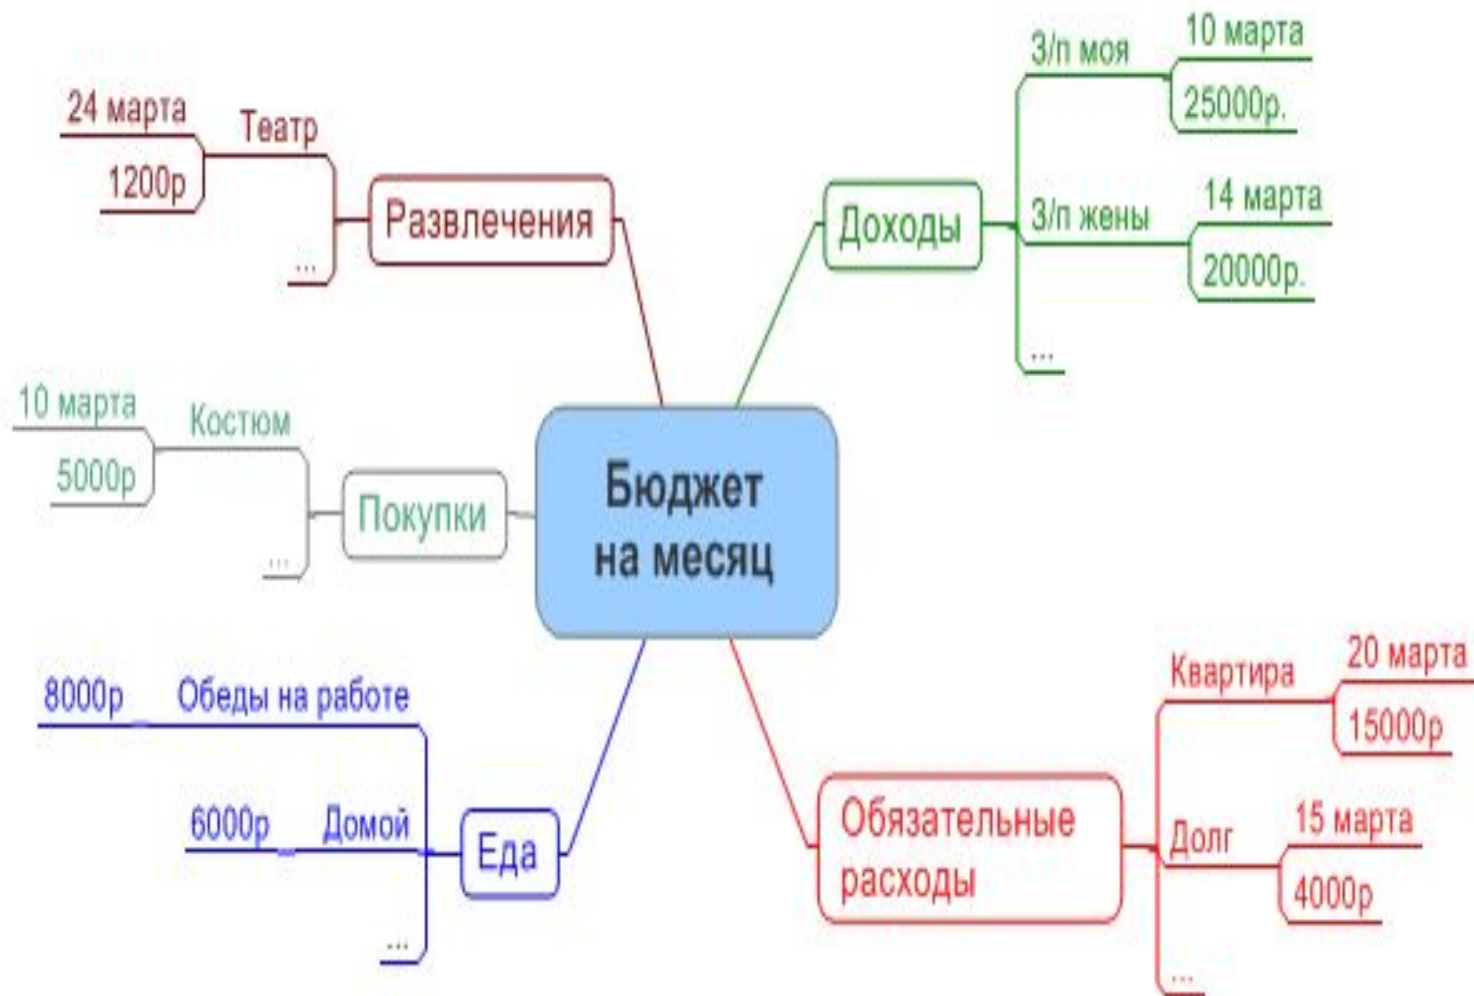 Бюджет
на месяц
Доходы
З/п моя
10 марта
25000р.
З/п жены
14 марта
20000р.
...
Обязательные
расходы
Квартира
20 марта
15000р
Долг
15 марта
4000р
...
Развлечения
Театр
24 марта
1200р
...
Покупки
Костюм
10 марта
5000р
...
Еда
Обеды на работе
8000р
Домой
6000р
...